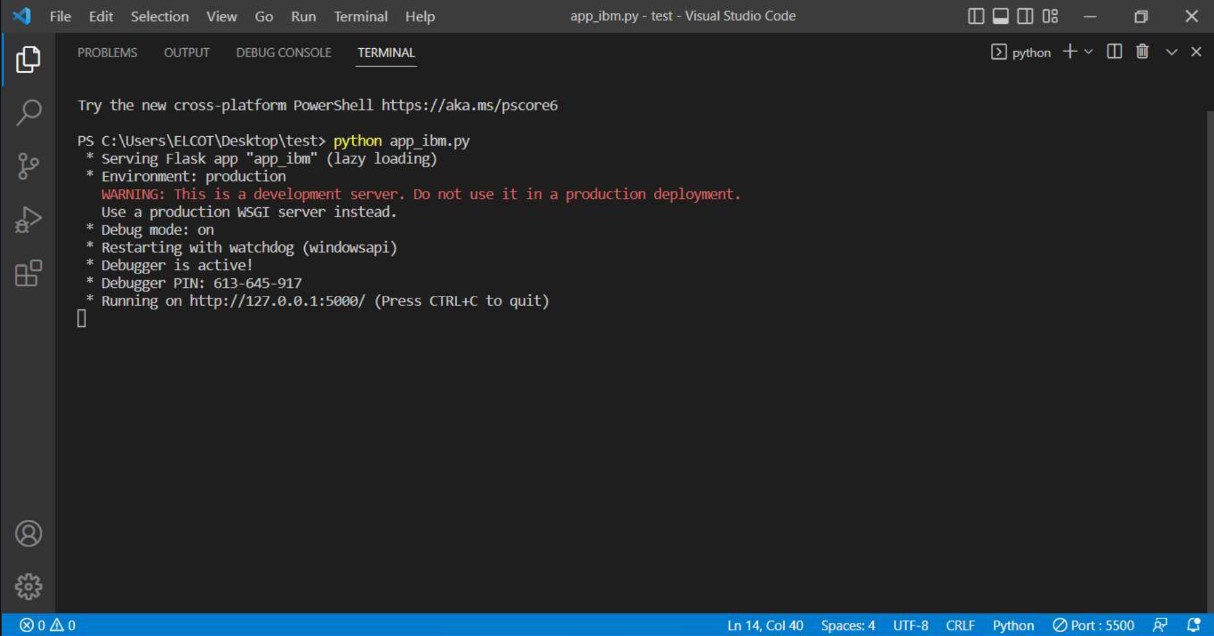 File Edit Selection View Go Run Terminal Help app_ibm.py - test - Visual Studio Code
PROBLEMS OUTPUT DEBUG CONSOLE TERMINAL python
Try the new cross-platform PowerShell https://aka.ms/pscore6
PS C:\Users\ELCOT\Desktop\test> python app_ibm.py
* Serving Flask app "app_ibm" (lazy loading)
* Environment: production
WARNING: This is a development server. Do not use it in a production deployment.
Use a production WSGI server instead.
* Debug mode: on
* Restarting with watchdog (windowsapi)
* Debugger is active!
* Debugger PIN: 613-645-917
* Running on http://127.0.0.1:5000/ (Press CTRL+C to quit)
0 0 Ln 14, Col 40 Spaces: 4 UTF-8 CRLF Python Port : 5500